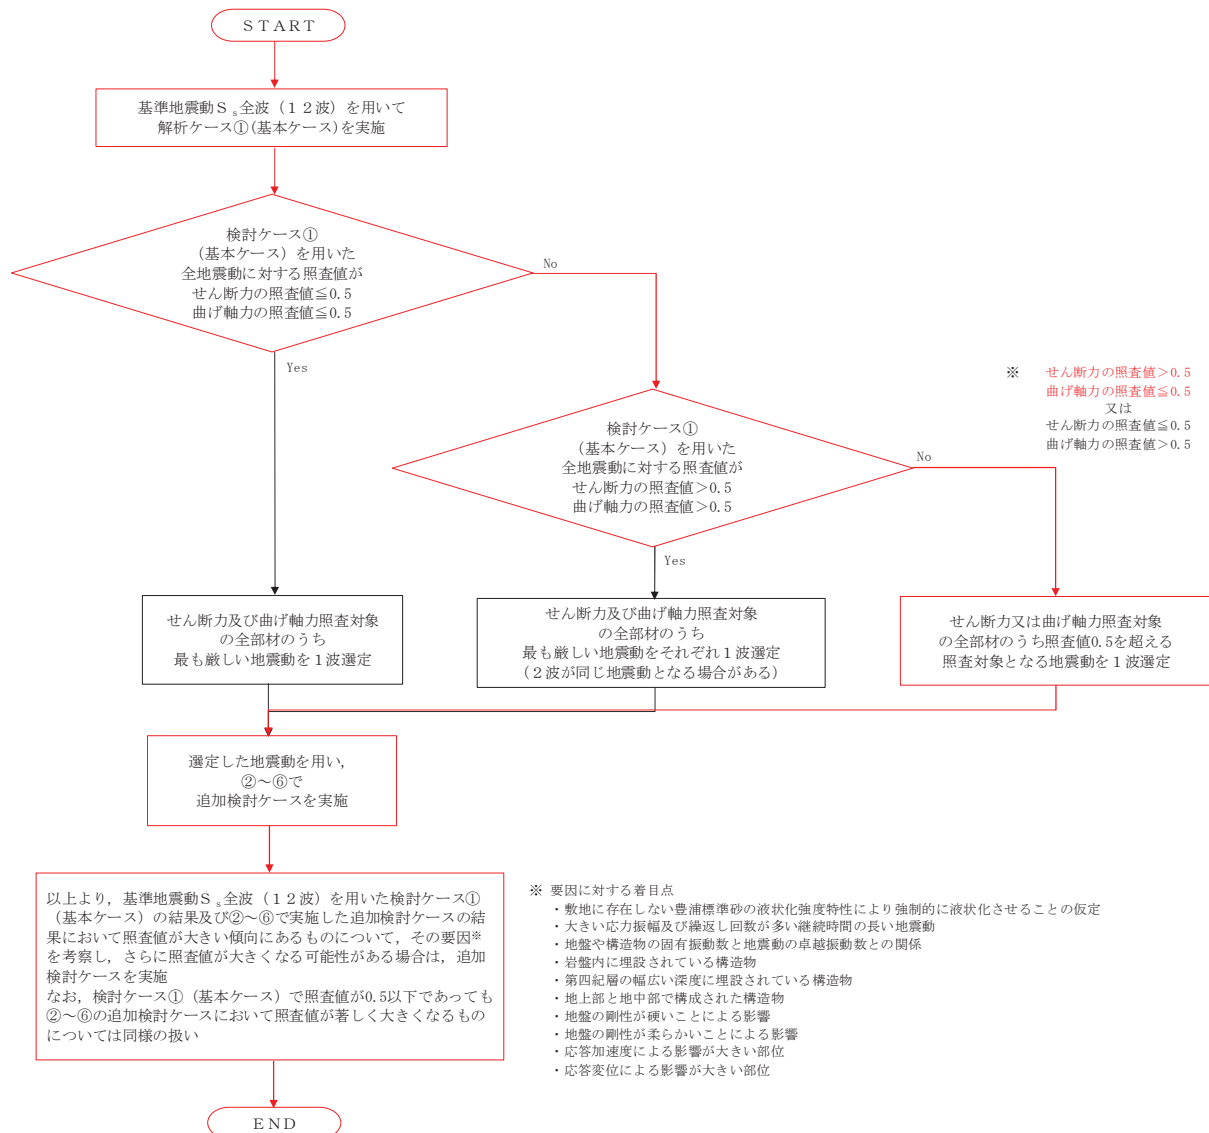 ＳＴＡＲＴ
基準地震動Ｓｓ全波（１２波）を用いて
解析ケース①(基本ケース)を実施
検討ケース①
（基本ケース）を用いた
全地震動に対する照査値が
せん断力の照査値≦0.5
曲げ軸力の照査値≦0.5
No
Yes
※
せん断力の照査値＞0.5
曲げ軸力の照査値≦0.5
又は
せん断力の照査値≦0.5
曲げ軸力の照査値＞0.5
検討ケース①
（基本ケース）を用いた
全地震動に対する照査値が
せん断力の照査値＞0.5
曲げ軸力の照査値＞0.5
No
Yes
せん断力及び曲げ軸力照査対象
の全部材のうち
最も厳しい地震動を１波選定
せん断力及び曲げ軸力照査対象
の全部材のうち
最も厳しい地震動をそれぞれ１波選定
（２波が同じ地震動となる場合がある）
せん断力又は曲げ軸力照査対象
の全部材のうち照査値0.5を超える
照査対象となる地震動を１波選定
選定した地震動を用い，
②～⑥で
追加検討ケースを実施
以上より，基準地震動Ｓｓ全波（１２波）を用いた検討ケース①
（基本ケース）の結果及び②～⑥で実施した追加検討ケースの結
果において照査値が大きい傾向にあるものについて，その要因※
を考察し，さらに照査値が大きくなる可能性がある場合は，追加
検討ケースを実施
なお，検討ケース①（基本ケース）で照査値が0.5以下であっても
②～⑥の追加検討ケースにおいて照査値が著しく大きくなるもの
については同様の扱い
※ 要因に対する着目点
・敷地に存在しない豊浦標準砂の液状化強度特性により強制的に液状化させることの仮定
・大きい応力振幅及び繰返し回数が多い継続時間の長い地震動
・地盤や構造物の固有振動数と地震動の卓越振動数との関係
・岩盤内に埋設されている構造物
・第四紀層の幅広い深度に埋設されている構造物
・地上部と地中部で構成された構造物
・地盤の剛性が硬いことによる影響
・地盤の剛性が柔らかいことによる影響
・応答加速度による影響が大きい部位
・応答変位による影響が大きい部位
ＥＮＤ